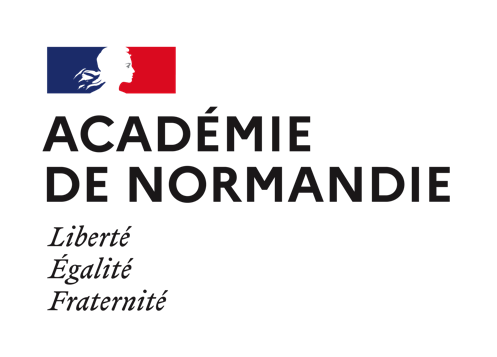 ACADÉMIE
DE NORMANDIE
Liberté
Égalité
Fraternité